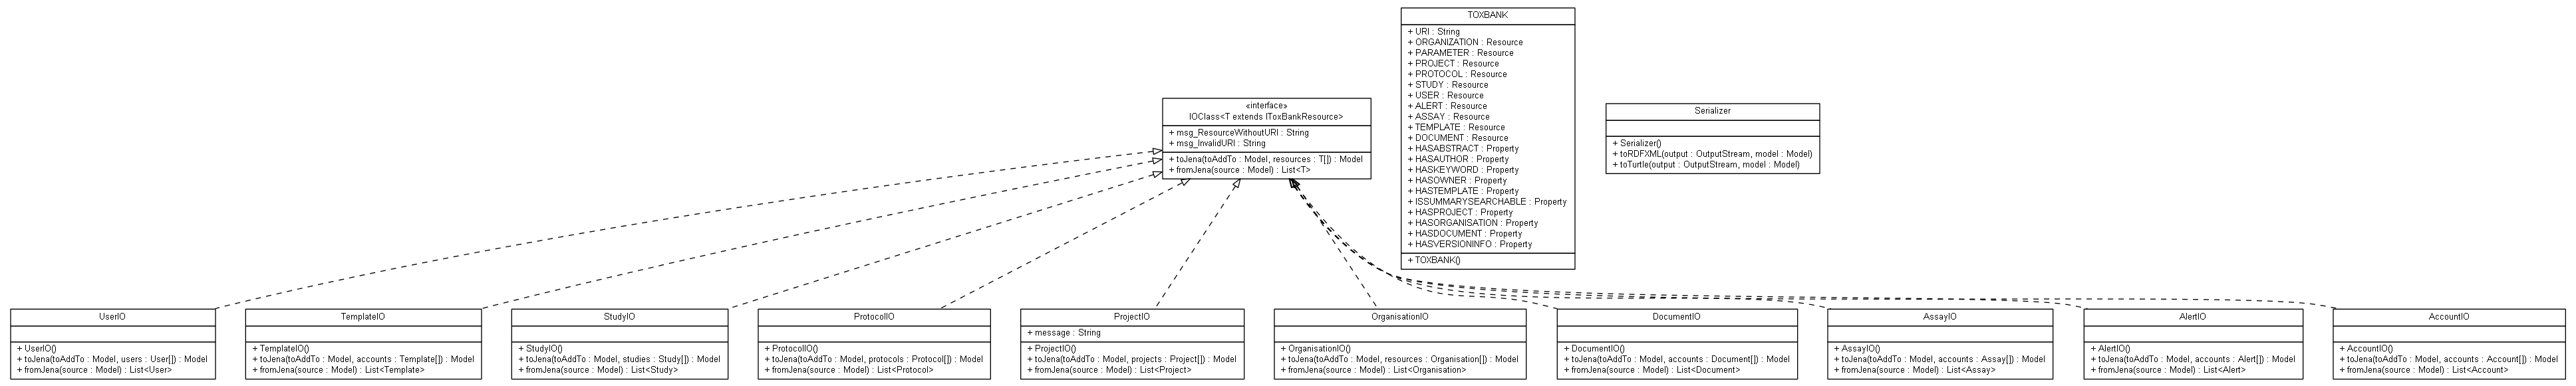 TOXBANK
+ URI : String
+ ORGANIZATION : Resource
+ PARAMETER : Resource
+ PROJECT : Resource
+ PROTOCOL : Resource
+ STUDY : Resource
+ USER : Resource
+ ALERT : Resource
+ ASSAY : Resource
+ TEMPLATE : Resource
+ DOCUMENT : Resource
+ HASABSTRACT : Property
+ HASAUTHOR : Property
+ HASKEYWORD : Property
+ HASOWNER : Property
+ HASTEMPLATE : Property
+ ISSUMMARYSEARCHABLE : Property
+ HASPROJECT : Property
+ HASORGANISATION : Property
+ HASDOCUMENT : Property
+ HASVERSIONINFO : Property
+ TOXBANK()
«interface»
IOClass<T extends IToxBankResource>
+ msg_ResourceWithoutURI : String
+ msg_InvalidURI : String
+ toJena(toAddTo : Model, resources : T[]) : Model
+ fromJena(source : Model) : List<T>
Serializer
+ Serializer()
+ toRDFXML(output : OutputStream, model : Model)
+ toTurtle(output : OutputStream, model : Model)
UserIO
+ UserIO()
+ toJena(toAddTo : Model, users : User[]) : Model
+ fromJena(source : Model) : List<User>
TemplateIO
+ TemplateIO()
+ toJena(toAddTo : Model, accounts : Template[]) : Model
+ fromJena(source : Model) : List<Template>
StudyIO
+ StudyIO()
+ toJena(toAddTo : Model, studies : Study[]) : Model
+ fromJena(source : Model) : List<Study>
ProtocolIO
+ ProtocolIO()
+ toJena(toAddTo : Model, protocols : Protocol[]) : Model
+ fromJena(source : Model) : List<Protocol>
ProjectIO
+ message : String
+ ProjectIO()
+ toJena(toAddTo : Model, projects : Project[]) : Model
+ fromJena(source : Model) : List<Project>
OrganisationIO
+ OrganisationIO()
+ toJena(toAddTo : Model, resources : Organisation[]) : Model
+ fromJena(source : Model) : List<Organisation>
DocumentIO
+ DocumentIO()
+ toJena(toAddTo : Model, accounts : Document[]) : Model
+ fromJena(source : Model) : List<Document>
AssayIO
+ AssayIO()
+ toJena(toAddTo : Model, accounts : Assay[]) : Model
+ fromJena(source : Model) : List<Assay>
AlertIO
+ AlertIO()
+ toJena(toAddTo : Model, accounts : Alert[]) : Model
+ fromJena(source : Model) : List<Alert>
AccountIO
+ AccountIO()
+ toJena(toAddTo : Model, accounts : Account[]) : Model
+ fromJena(source : Model) : List<Account>